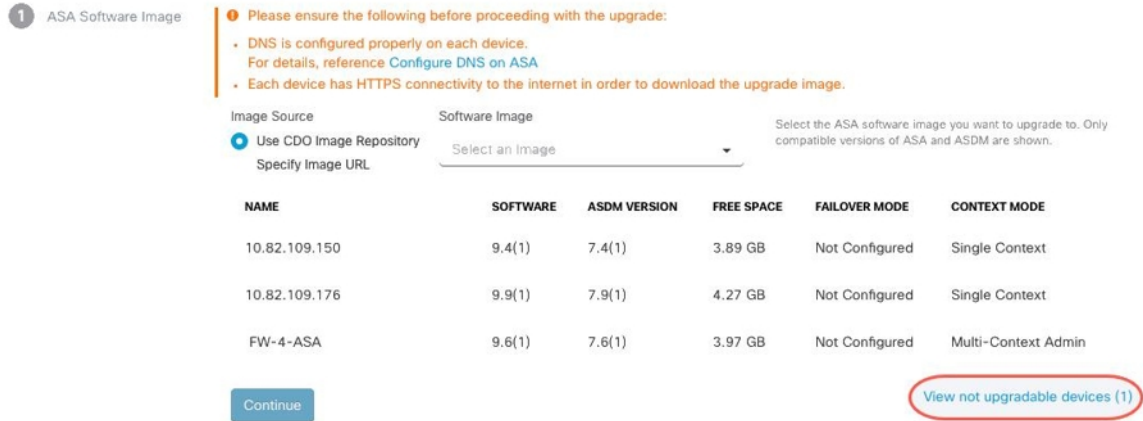 1 ASA Software Image
Please ensure the following before proceeding with the upgrade:
DNS is configured properly on each device.
For details, reference Configure DNS on ASA
Each device has HTTPS connectivity to the internet in order to download the upgrade image.
Image Source
Use CDO Image Repository
Specify Image URL
Software Image
Select an Image
Select the ASA software image you want to upgrade to. Only
compatible versions of ASA and ASDM are shown.
NAME SOFTWARE ASDM VERSION FREE SPACE FAILOVER MODE CONTEXT MODE
10.82.109.150 9.4(1) 7.4(1) 3.89 GB Not Configured Single Context
10.82.109.176 9.9(1) 7.9(1) 4.27 GB Not Configured Single Context
FW-4-ASA 9.6(1) 7.6(1) 3.97 GB Not Configured Multi-Context Admin
Continue
View not upgradable devices (1)